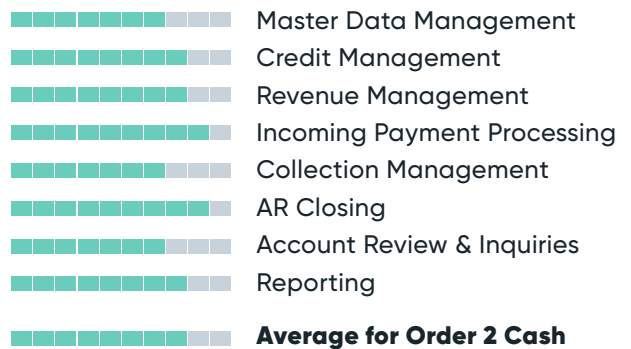 Master Data Management
Credit Management
Revenue Management
Incoming Payment Processing
Collection Management
AR Closing
Account Review & Inquiries
Reporting
Average for Order 2 Cash